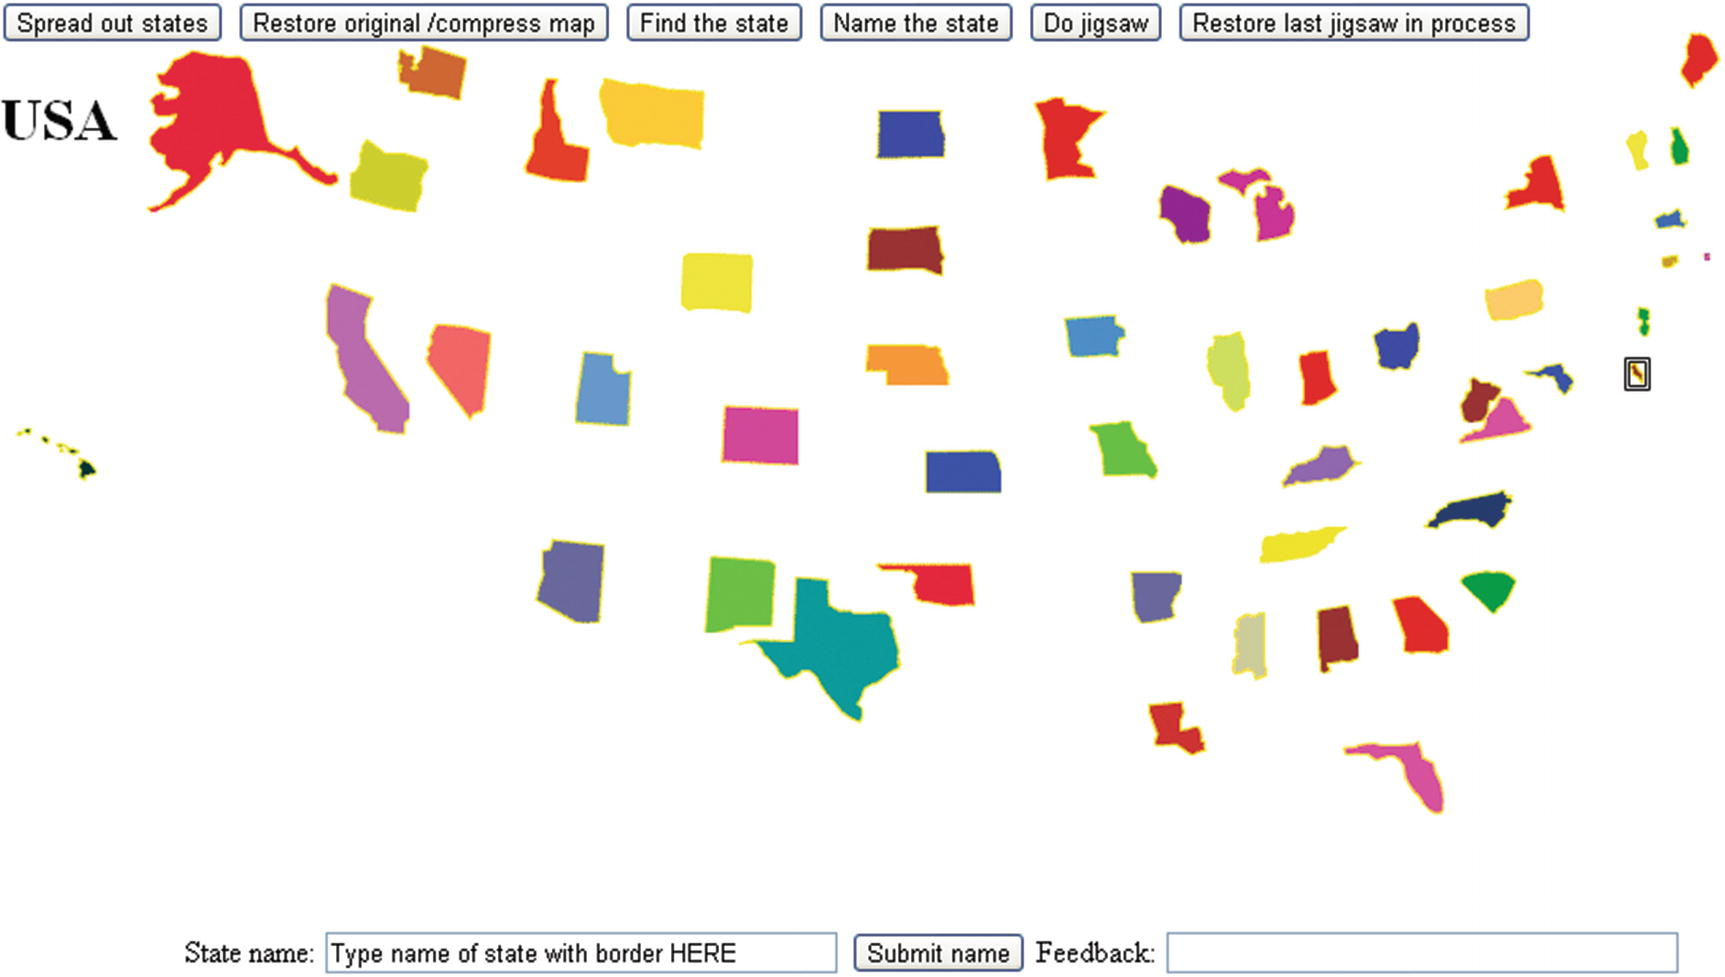 Spread out states
Restore original /compress map
Find the state
Name the state
Do jigsaw
Restore last jigsaw in process
USA
State name: Type name of state with border HERE Submit name Feedback: